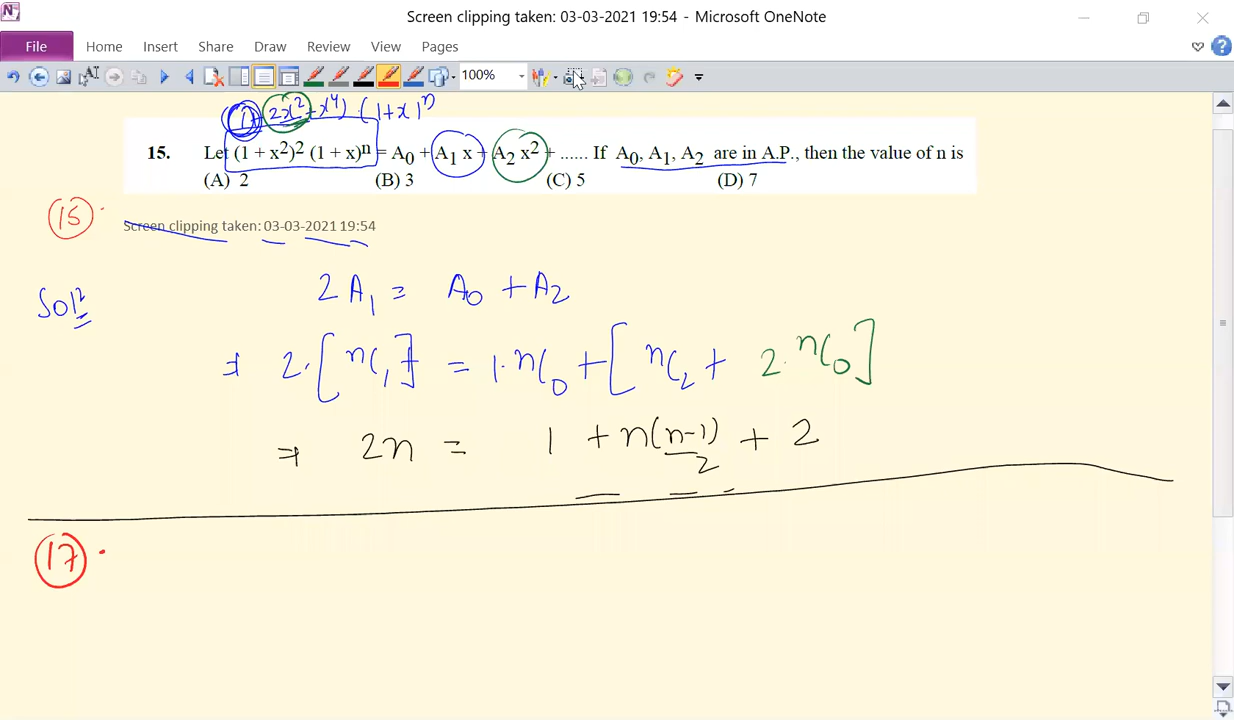 Screen clipping taken: 03-03-2021 19:54 - Microsoft OneNote
File Home Insert Share Draw Review View Pages
100%
(1+ 2x² + x⁴) · (1+x)ⁿ
15. Let (1 + x²)² (1 + x)ⁿ = A₀ + A₁ x + A₂ x² + ...... If A₀, A₁, A₂ are in A.P., then the value of n is
(A) 2 (B) 3 (C) 5 (D) 7
(15) .
Screen clipping taken: 03-03-2021 19:54
Solⁿ 2A₁ = A₀ + A₂
⇒ 2·[ nC₁ ] = 1·nC₀ + [ nC₂ + 2·nC₀ ]
⇒ 2n = 1 + n(n-1)/2 + 2
(17) .